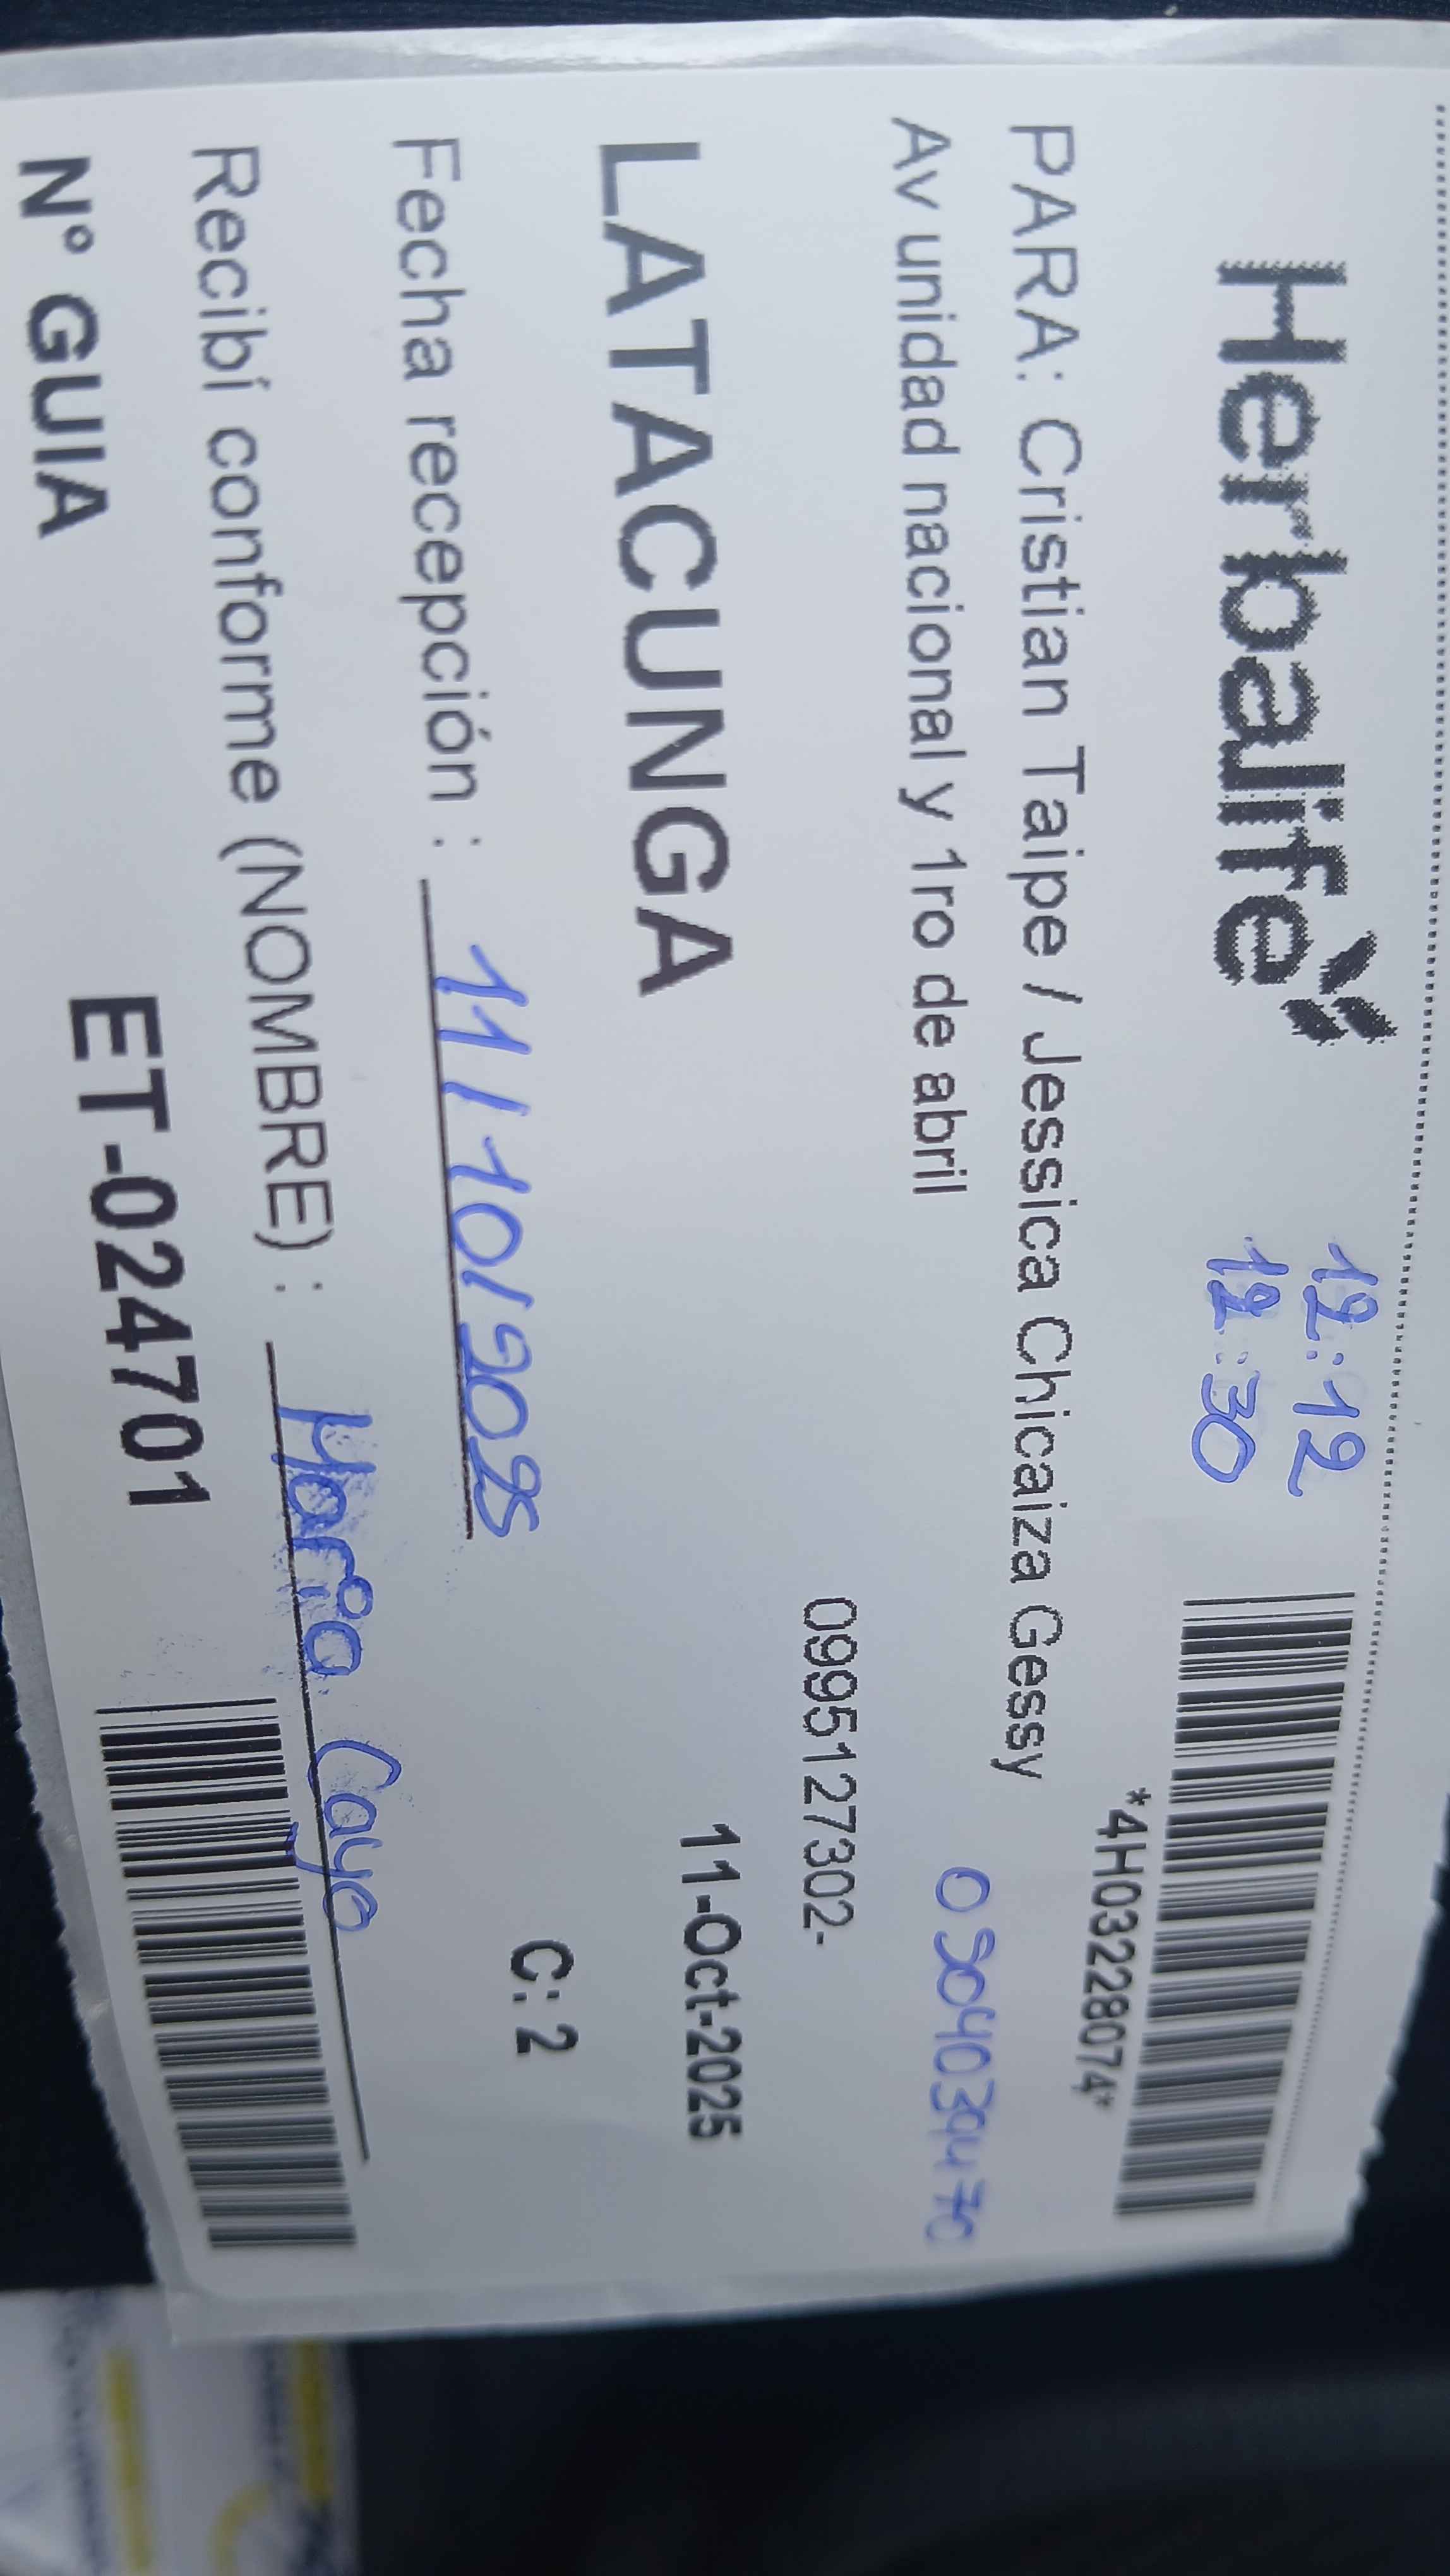 Herbalife
12:12
12:30
*4H03228074*
PARA: Cristian Taipe / Jessica Chicaiza Gessy
Av unidad nacional y 1ro de abril
0504039470
0995127302-
LATACUNGA
11-Oct-2025
C: 2
Fecha recepción : 11/10/2025
Recibí conforme (NOMBRE) : María Cayo
N° GUIA ET-024701